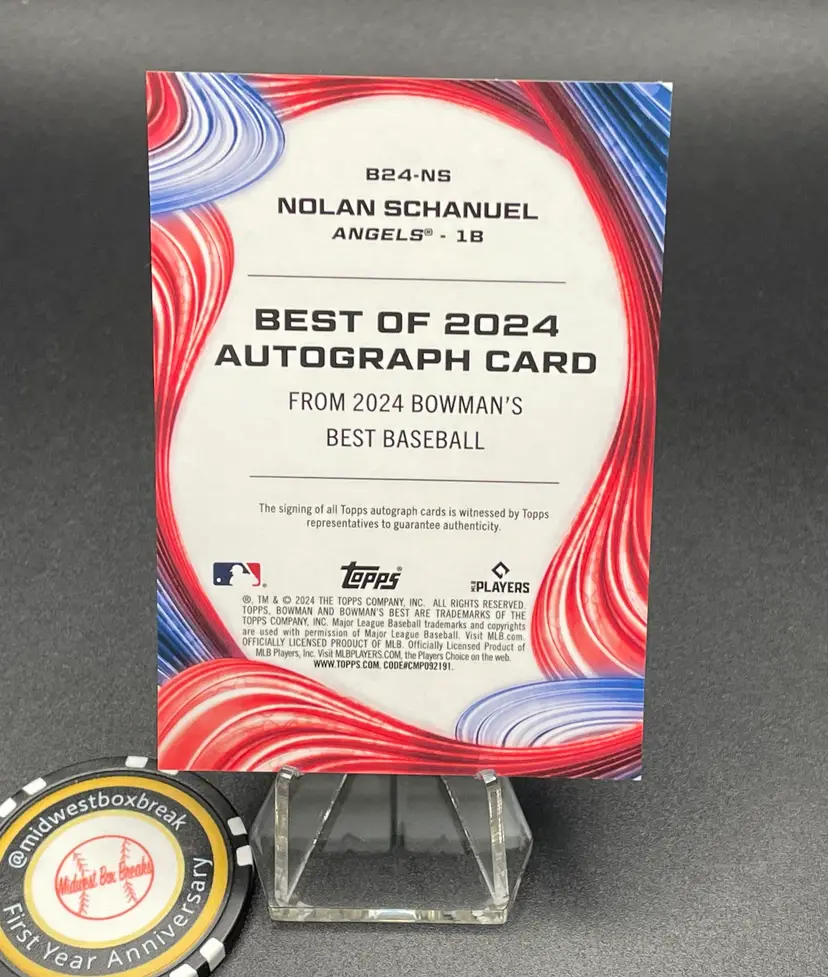 B24-NS
NOLAN SCHANUEL
ANGELS® - 1B
BEST OF 2024
AUTOGRAPH CARD
FROM 2024 BOWMAN'S
BEST BASEBALL
The signing of all Topps autograph cards is witnessed by Topps
representatives to guarantee authenticity.
topps®
MLB PLAYERS
®, TM & © 2024 THE TOPPS COMPANY, INC. ALL RIGHTS RESERVED.
TOPPS, BOWMAN AND BOWMAN'S BEST ARE TRADEMARKS OF THE
TOPPS COMPANY, INC. Major League Baseball trademarks and copyrights
are used with permission of Major League Baseball. Visit MLB.com.
OFFICIALLY LICENSED PRODUCT OF MLB. Officially Licensed Product of
MLB Players, Inc. Visit MLBPLAYERS.COM, the Players Choice on the web.
WWW.TOPPS.COM. CODE#CMP092191.
@midwestboxbreak
Midwest Box Breaks
First Year Anniversary